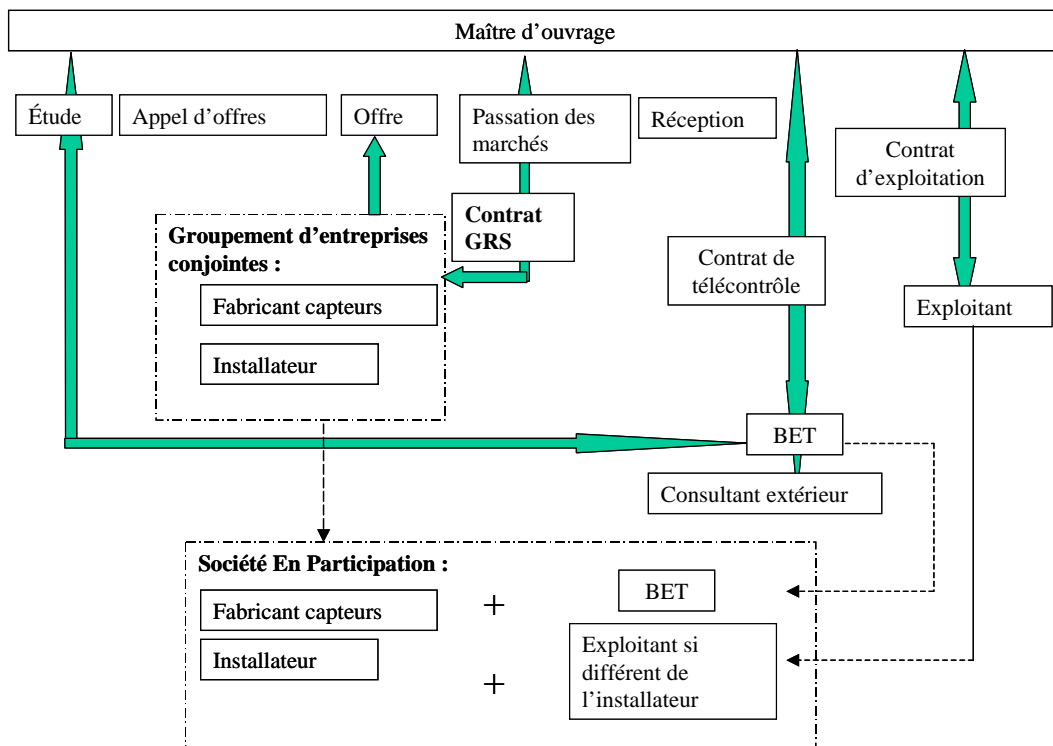 Maître d'ouvrage
Étude
Appel d'offres
Offre
Passation des
marchés
Réception
Contrat
d'exploitation
Contrat
GRS
Groupement d'entreprises
conjointes :
Fabricant capteurs
Installateur
Contrat de
télécontrôle
Exploitant
BET
Consultant extérieur
Société En Participation :
Fabricant capteurs
+
BET
Installateur
+
Exploitant si
différent de
l'installateur